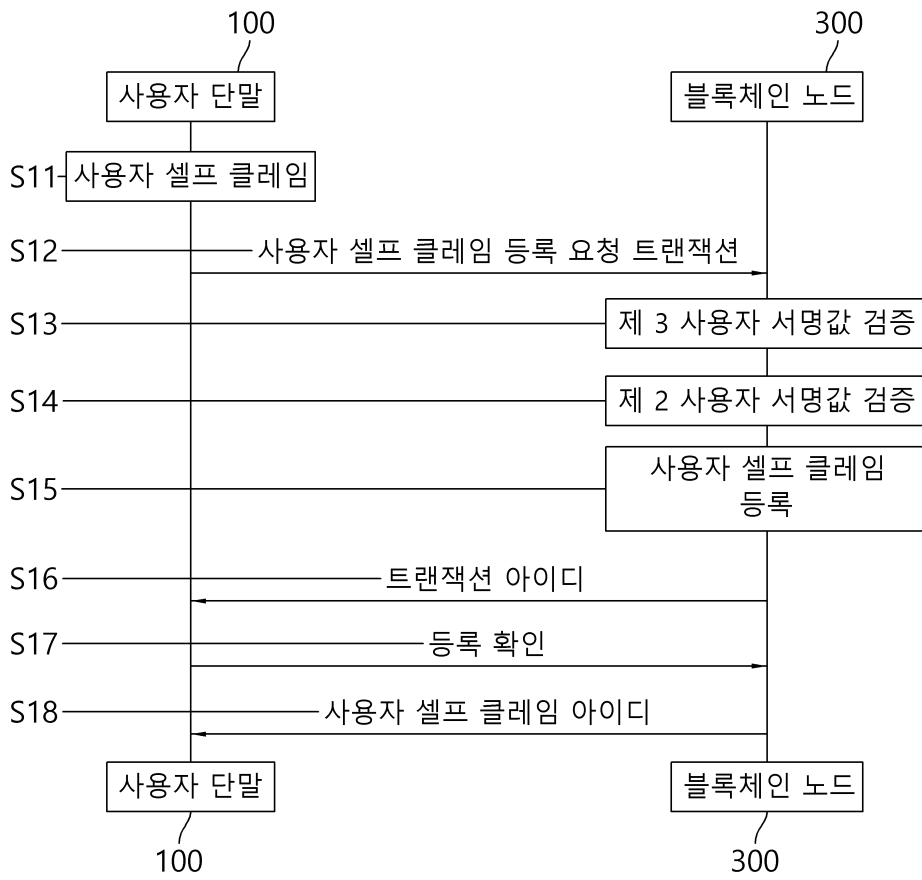 100
300
사용자 단말
블록체인 노드
S11
사용자 셀프 클레임
S12
사용자 셀프 클레임 등록 요청 트랜잭션
S13
제 3 사용자 서명값 검증
S14
제 2 사용자 서명값 검증
S15
사용자 셀프 클레임
등록
S16
트랜잭션 아이디
S17
등록 확인
S18
사용자 셀프 클레임 아이디
사용자 단말
블록체인 노드
100
300